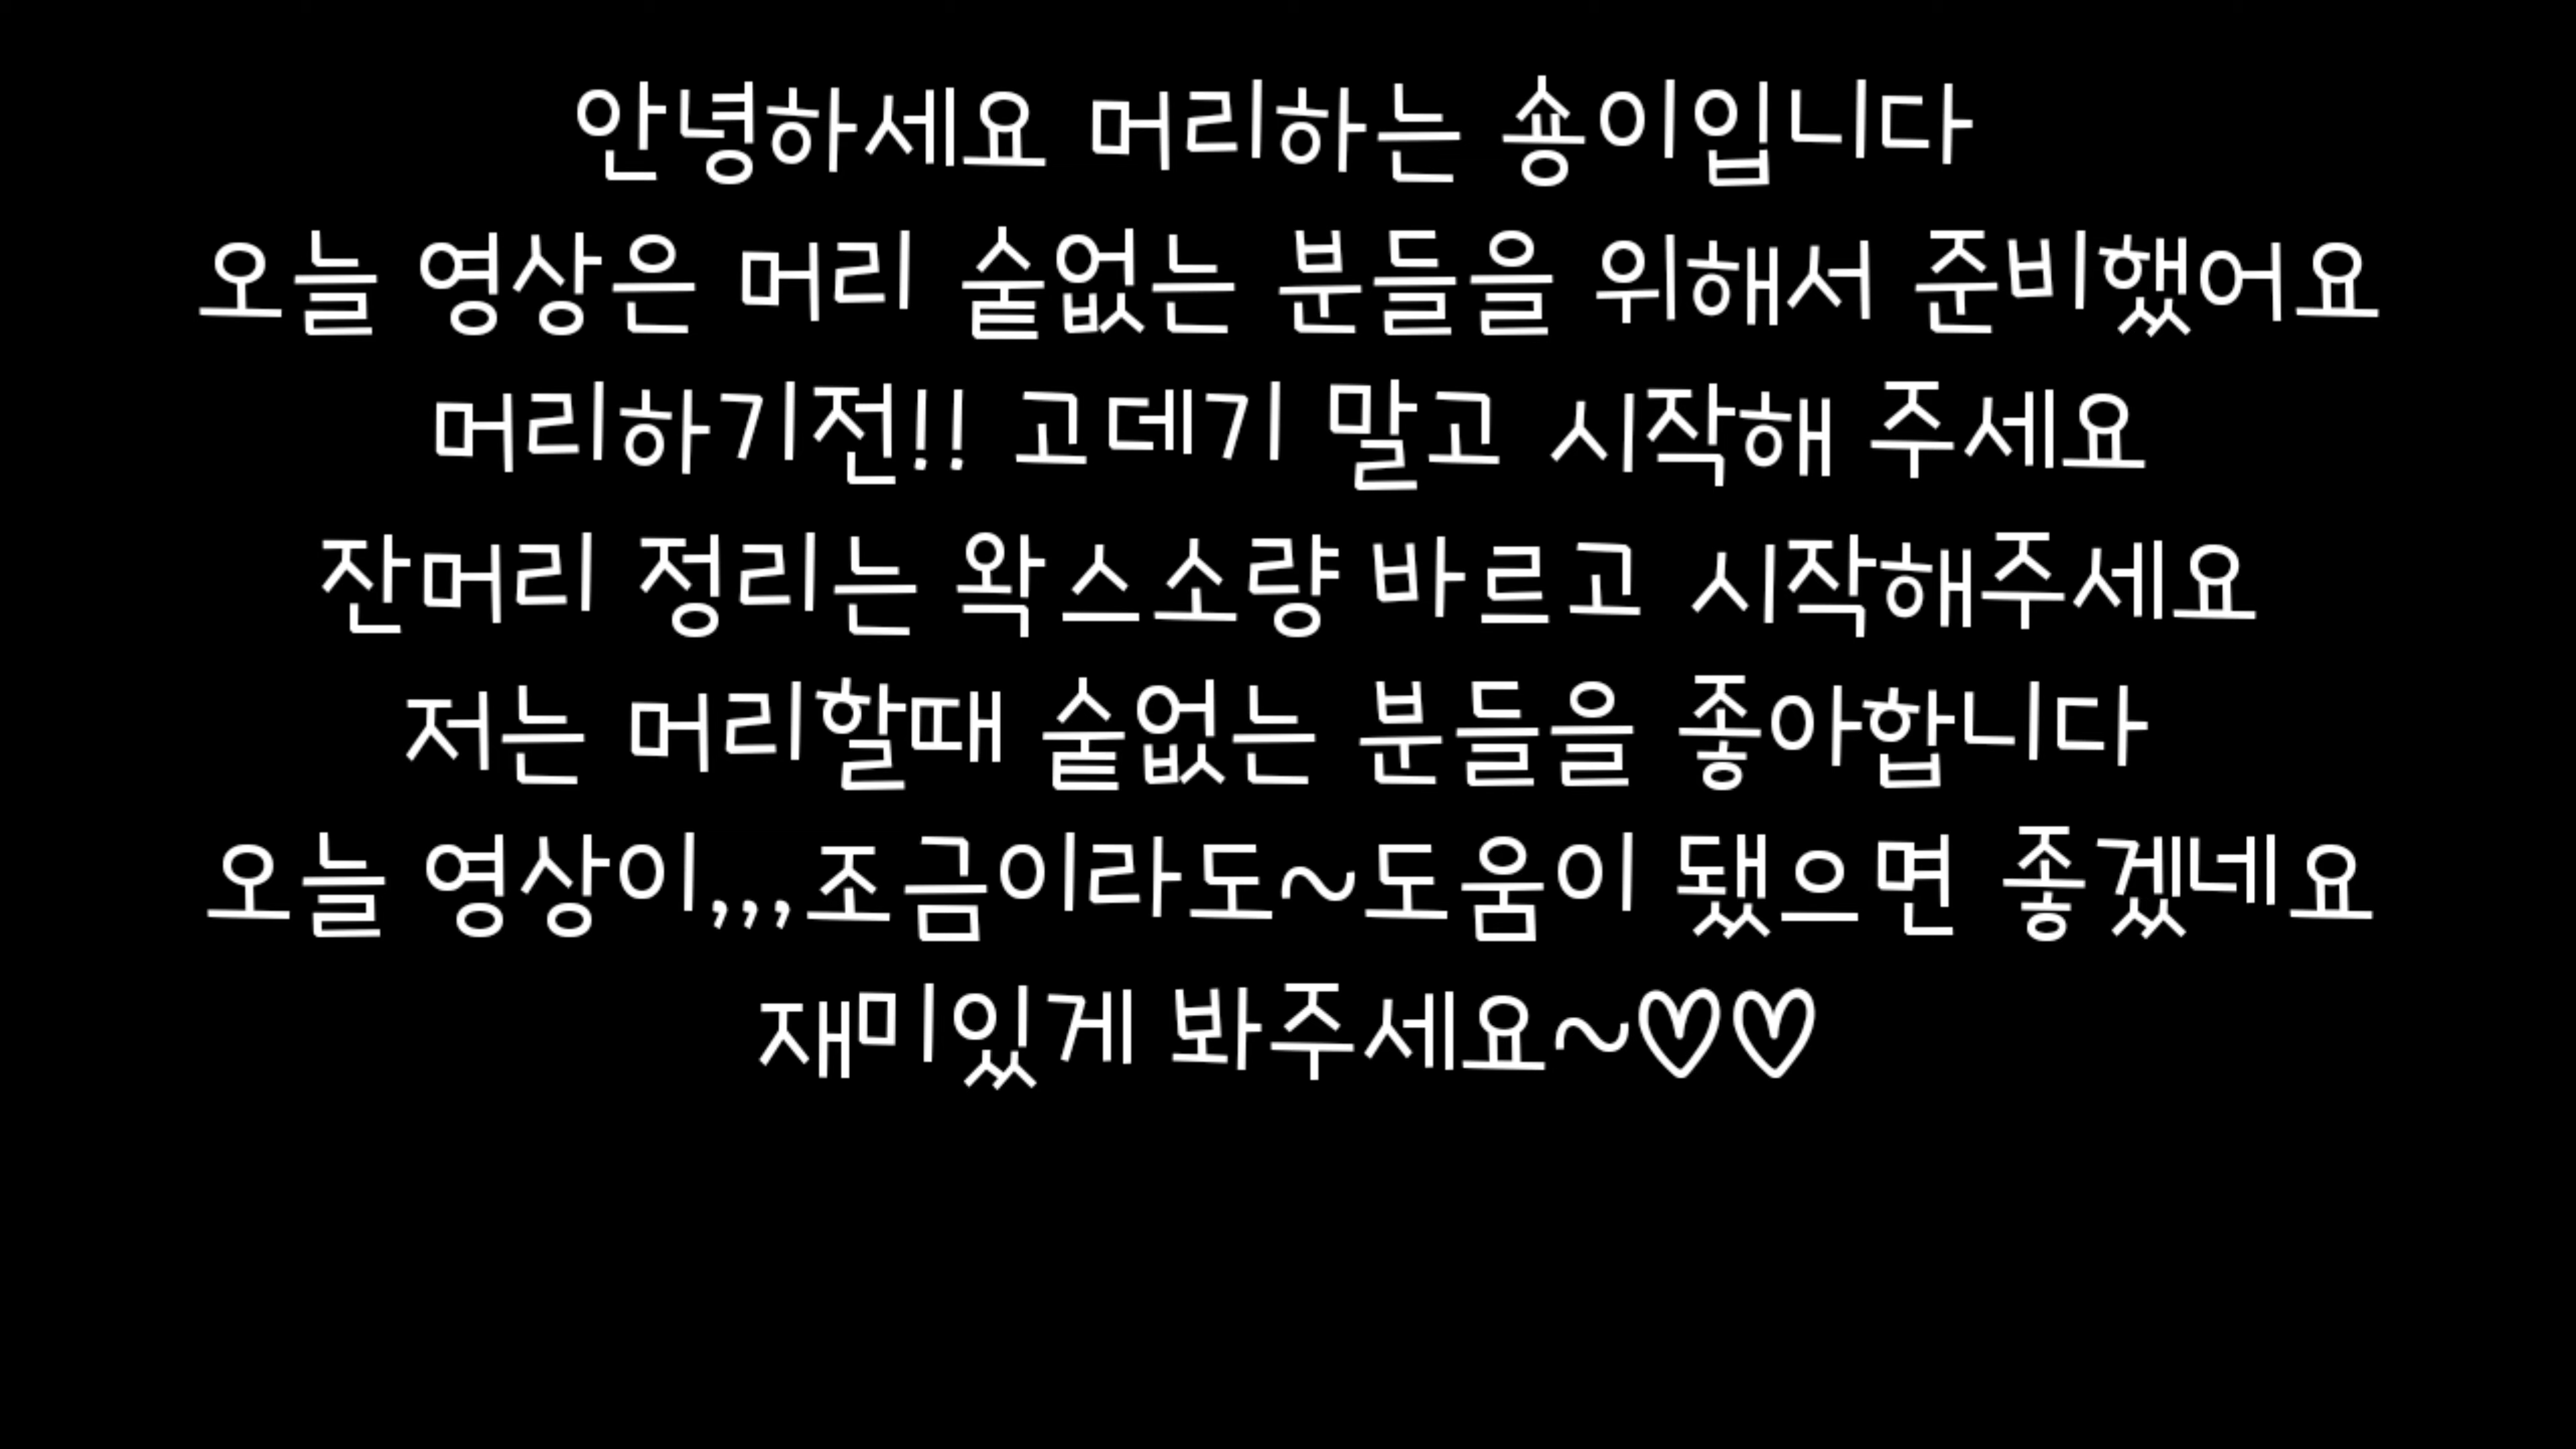 안녕하세요 머리하는 숑이입니다
오늘 영상은 머리 숱없는 분들을 위해서 준비했어요
머리하기전!! 고데기 말고 시작해 주세요
잔머리 정리는 왁스소량 바르고 시작해주세요
저는 머리할때 숱없는 분들을 좋아합니다
오늘 영상이,,,조금이라도~도움이 됐으면 좋겠네요
재미있게 봐주세요~♡♡